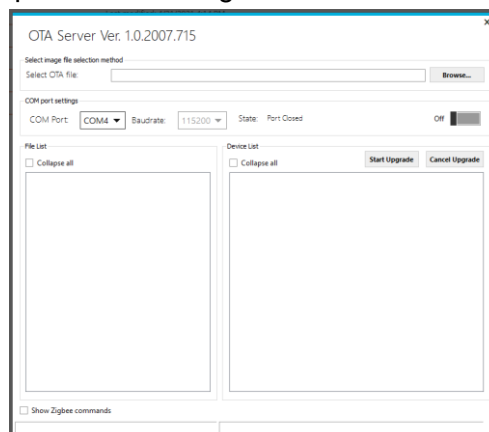 OTA Server Ver. 1.0.2007.715
x
Select image file selection method
Select OTA file:
Browse...
COM port settings
COM Port: COM4 Baudrate: 115200 State: Port Closed Off
File List
Device List
Collapse all
Collapse all
Start Upgrade Cancel Upgrade
Show Zigbee commands